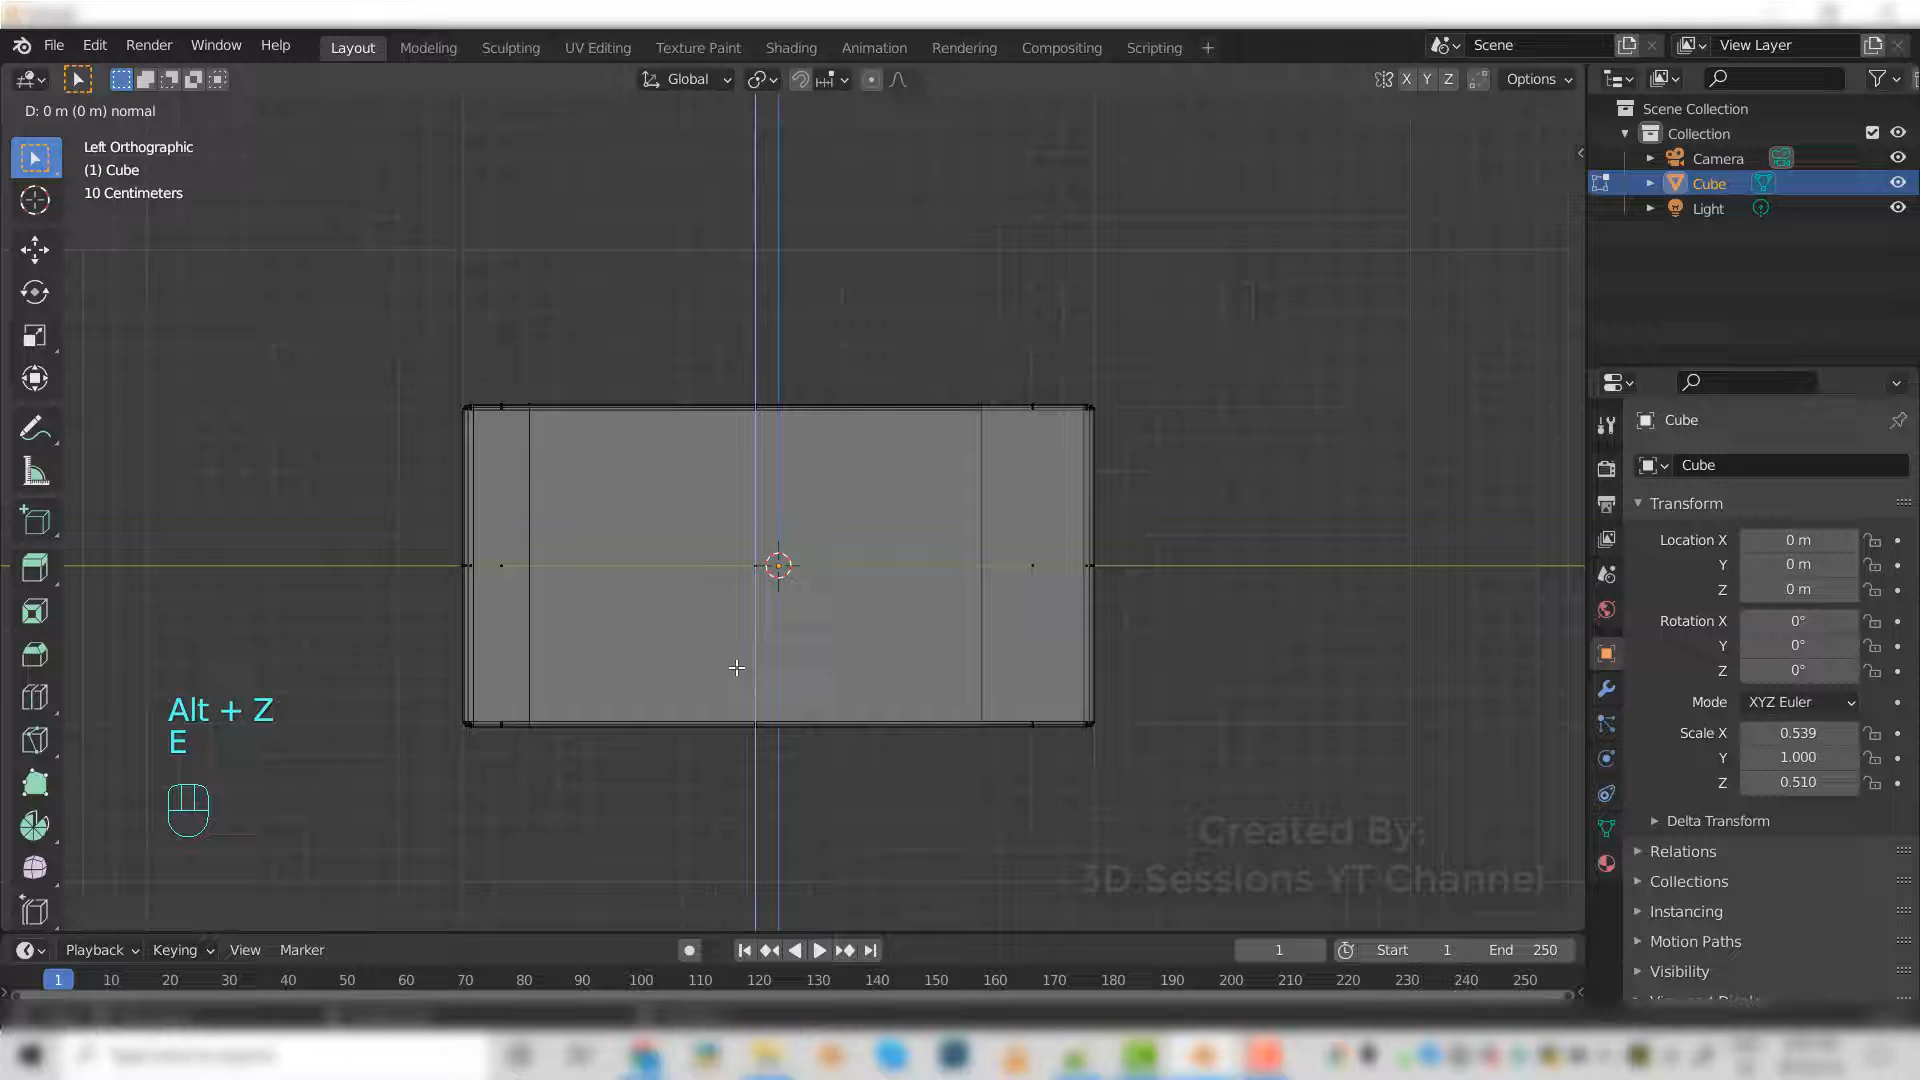 File Edit Render Window Help Layout Modeling Sculpting UV Editing Texture Paint Shading Animation Rendering Compositing Scripting + Scene View Layer
Global X Y Z Options
D: 0 m (0 m) normal
Left Orthographic
(1) Cube
10 Centimeters
Scene Collection
Collection
Camera
Cube
Light
Cube
Cube
Transform
Location X 0 m
Y 0 m
Z 0 m
Rotation X 0°
Y 0°
Z 0°
Mode XYZ Euler
Scale X 0.539
Y 1.000
Z 0.510
Delta Transform
Relations
Collections
Instancing
Motion Paths
Visibility
Alt + Z
E
Created By:
3D Sessions YT Channel
Playback Keying View Marker 1 Start 1 End 250
1 10 20 30 40 50 60 70 80 90 100 110 120 130 140 150 160 170 180 190 200 210 220 230 240 250